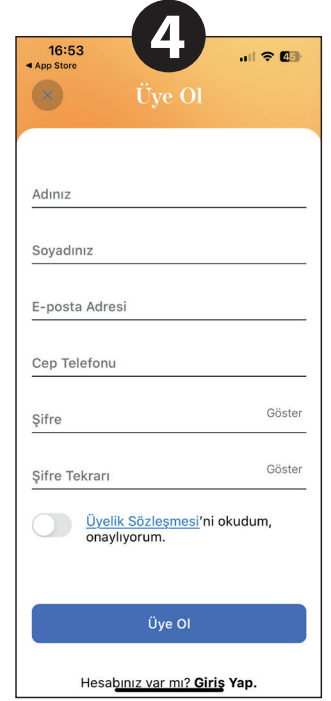 4
16:53
◀ App Store
45
Üye Ol
Adınız
Soyadınız
E-posta Adresi
Cep Telefonu
Şifre Göster
Şifre Tekrarı Göster
Üyelik Sözleşmesi'ni okudum,
onaylıyorum.
Üye Ol
Hesabınız var mı? Giriş Yap.